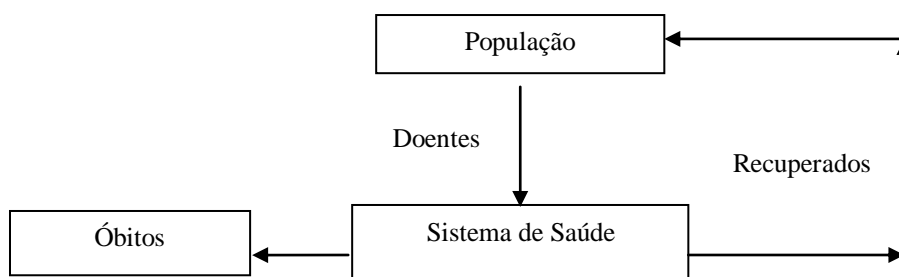 População
Doentes
Recuperados
Óbitos
Sistema de Saúde